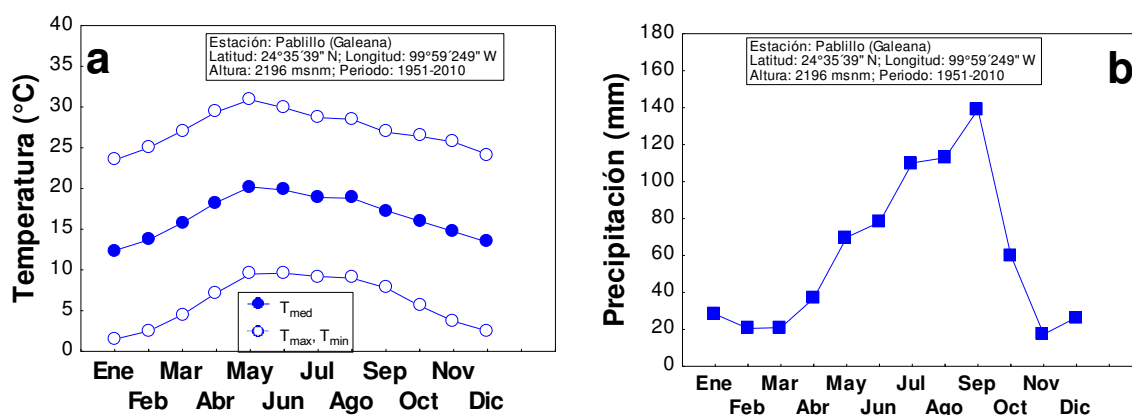 a
Temperatura (°C)
40
35
30
25
20
15
10
5
0
Estación: Pablillo (Galeana)
Latitud: 24°35´39" N; Longitud: 99°59´249" W
Altura: 2196 msnm; Periodo: 1951-2010
Tmed
Tmax, Tmin
Ene Mar May Jul Sep Nov
Feb Abr Jun Ago Oct Dic
b
Precipitación (mm)
180
160
140
120
100
80
60
40
20
0
Estación: Pablillo (Galeana)
Latitud: 24°35´39" N; Longitud: 99°59´249" W
Altura: 2196 msnm; Periodo: 1951-2010
Ene Mar May Jul Sep Nov
Feb Abr Jun Ago Oct Dic